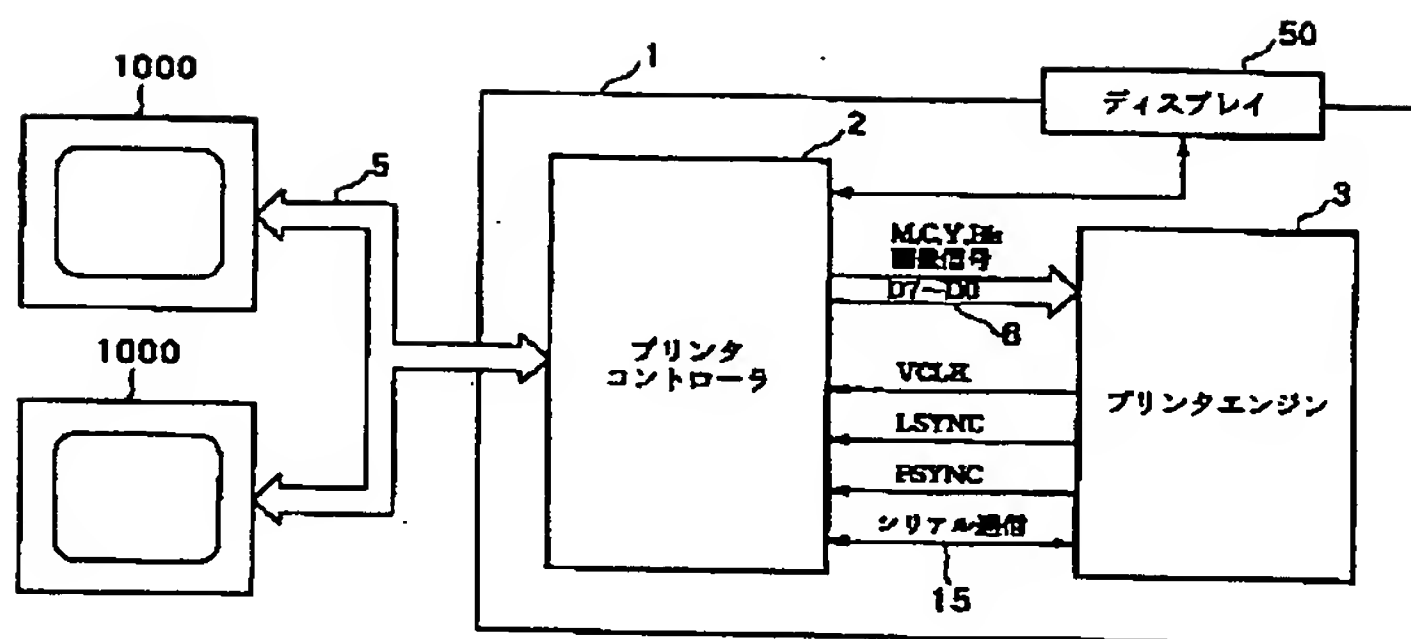 1000
1
50
ディスプレイ
2
5
3
M,C,Y,Bk
画像信号
D7~D0
6
1000
プリンタ
コントローラ
VCLK
プリンタエンジン
LSYNC
PSYNC
シリアル通信
15